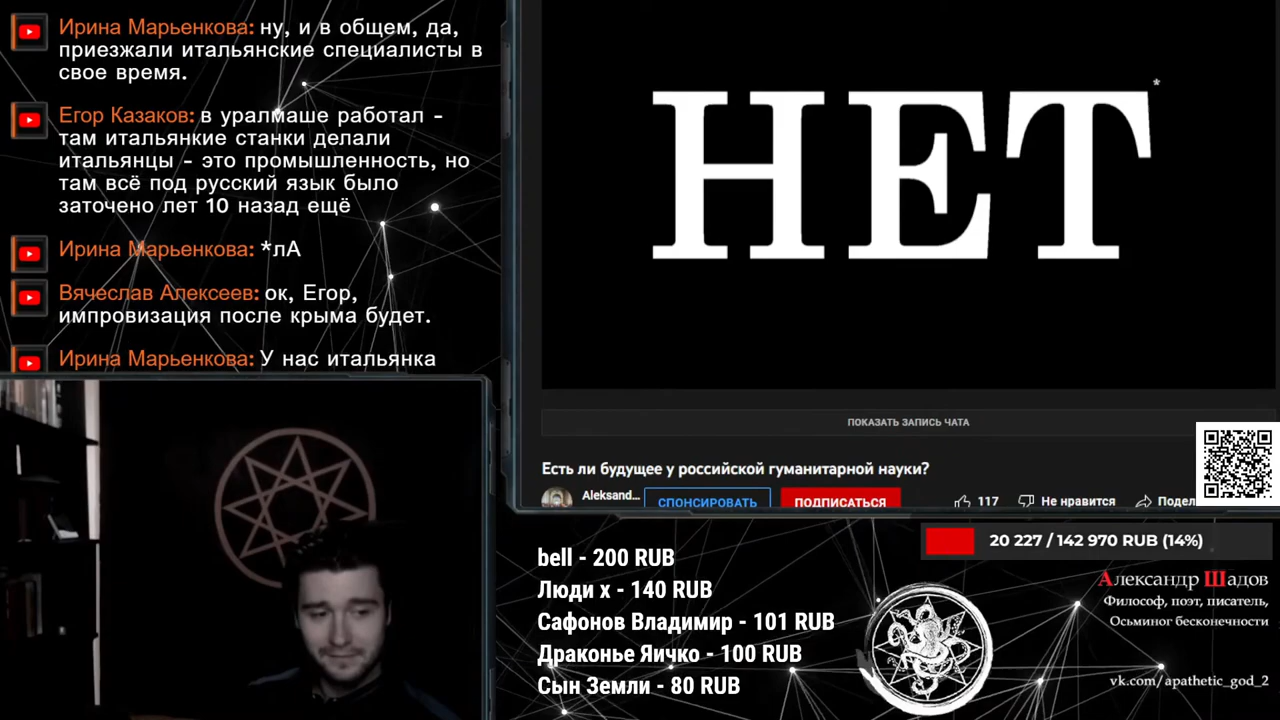 Ирина Марьенкова: ну, и в общем, да,
приезжали итальянские специалисты в
свое время.
Егор Казаков: в уралмаше работал -
там итальянкие станки делали
итальянцы - это промышленность, но
там всё под русский язык было
заточено лет 10 назад ещё
Ирина Марьенкова: *лА
Вячеслав Алексеев: ок, Егор,
импровизация после крыма будет.
Ирина Марьенкова: У нас итальянка
НЕТ*
ПОКАЗАТЬ ЗАПИСЬ ЧАТА
Есть ли будущее у российской гуманитарной науки?
Aleksand...
СПОНСИРОВАТЬ
ПОДПИСАТЬСЯ
117
Не нравится
Подел
20 227 / 142 970 RUB (14%)
bell - 200 RUB
Люди х - 140 RUB
Сафонов Владимир - 101 RUB
Драконье Яичко - 100 RUB
Сын Земли - 80 RUB
Александр Шадов
Философ, поэт, писатель,
Осьминог бесконечности
vk.com/apathetic_god_2